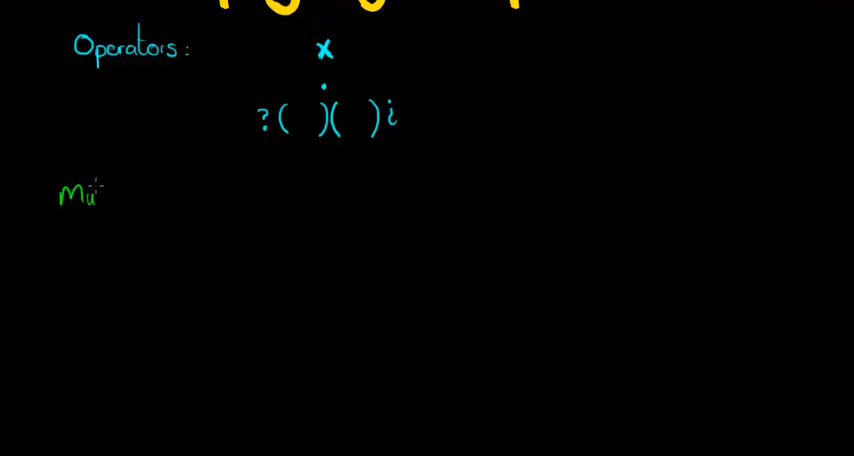 Operators: x
.
?( )( )¿
Mu